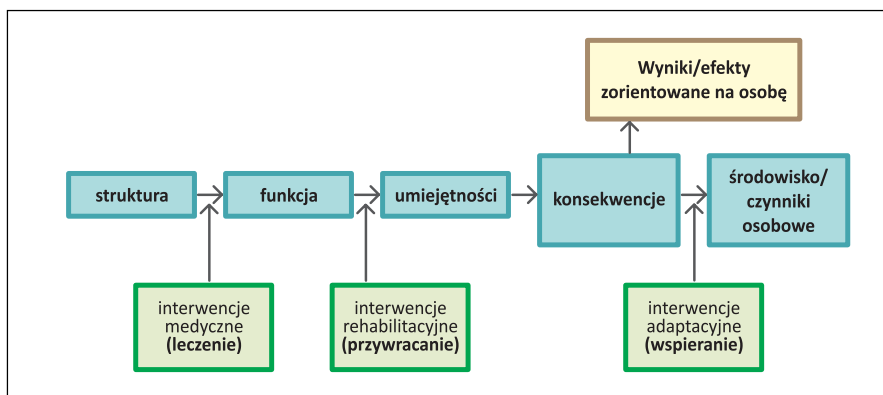 Wyniki/efekty
zorientowane na osobę
struktura
funkcja
umiejętności
konsekwencje
środowisko/
czynniki
osobowe
interwencje
medyczne
(leczenie)
interwencje
rehabilitacyjne
(przywracanie)
interwencje
adaptacyjne
(wspieranie)